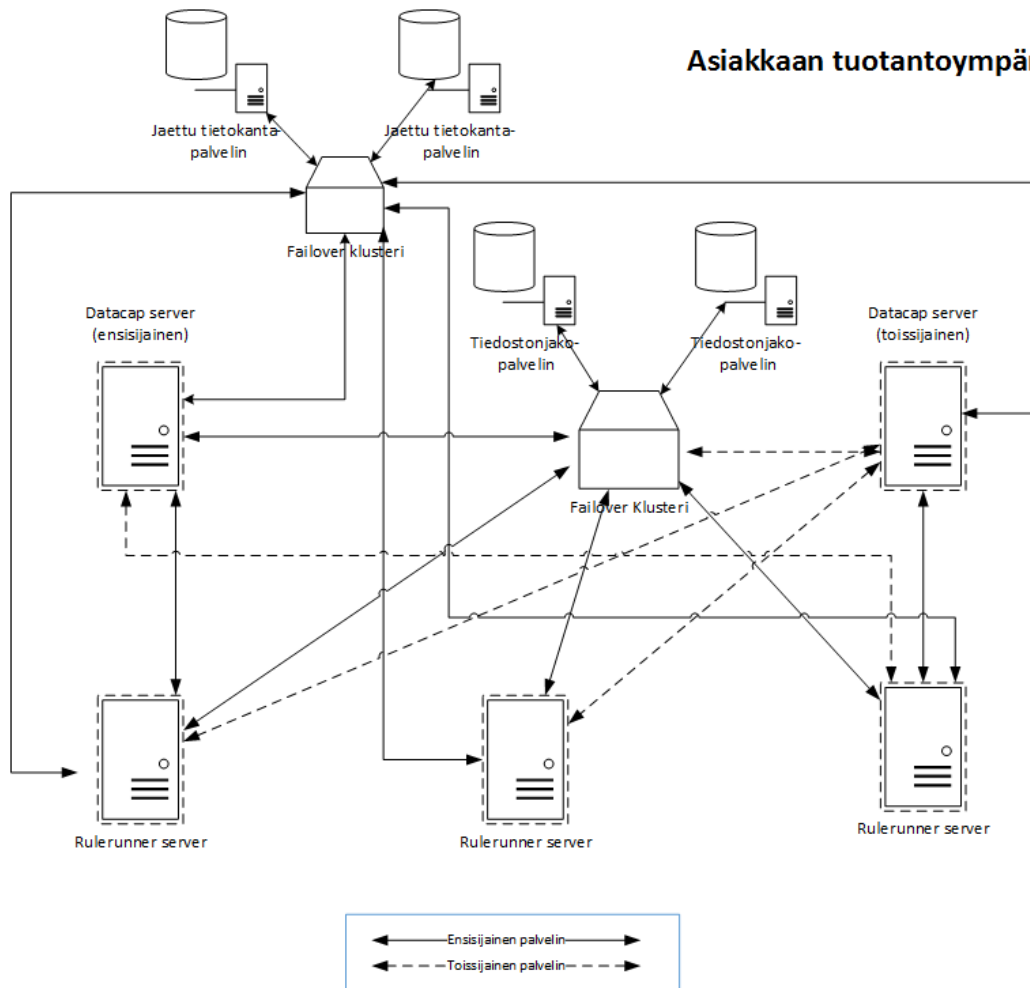 Asiakkaan tuotantoympär
Jaettu tietokanta-
palvelin
Jaettu tietokanta-
palvelin
Failover klusteri
Datacap server
(ensisijainen)
Tiedostonjako-
palvelin
Tiedostonjako-
palvelin
Datacap server
(toissijainen)
Failover Klusteri
Rulerunner server
Rulerunner server
Rulerunner server
Ensisijainen palvelin
Toissijainen palvelin